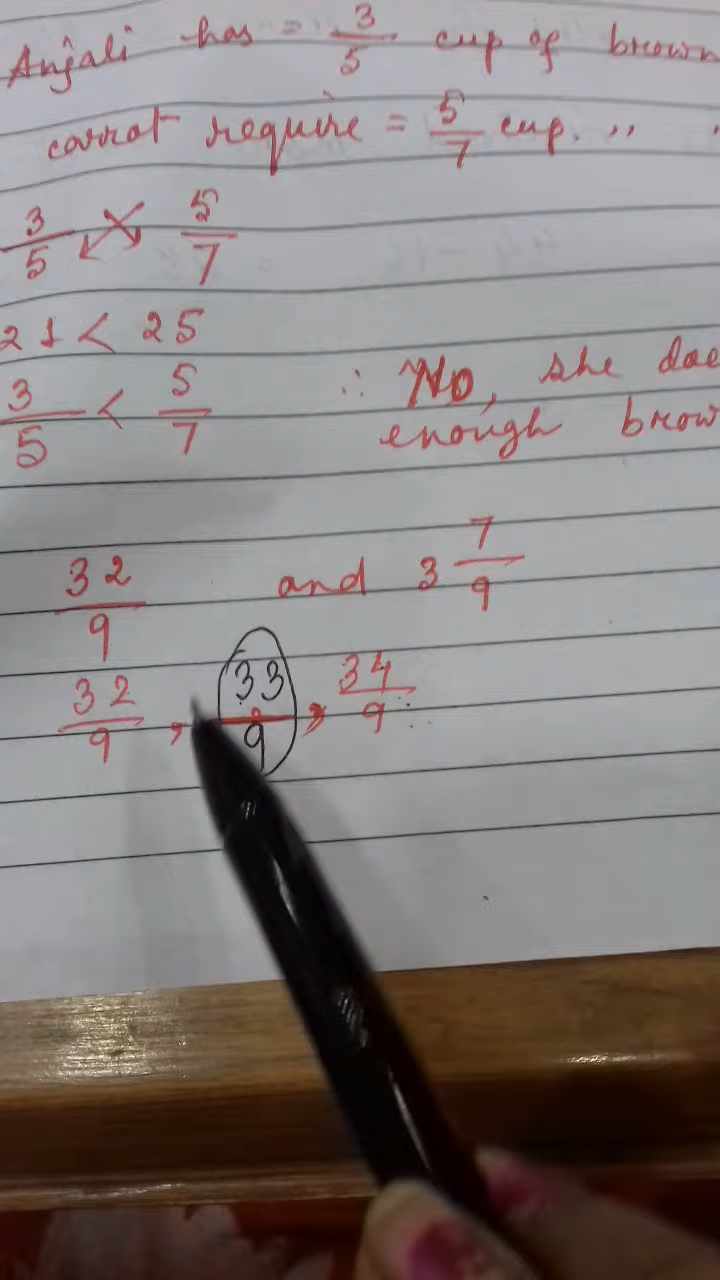 Anjali has = 3/5 cup of brown
carrot require = 5/7 cup. ,, ,
3/5 5/7
21 < 25
3/5 < 5/7 ∴ No, she doe
enough brow
32/9 and 3 7/9
32/9 , 33/9 , 34/9